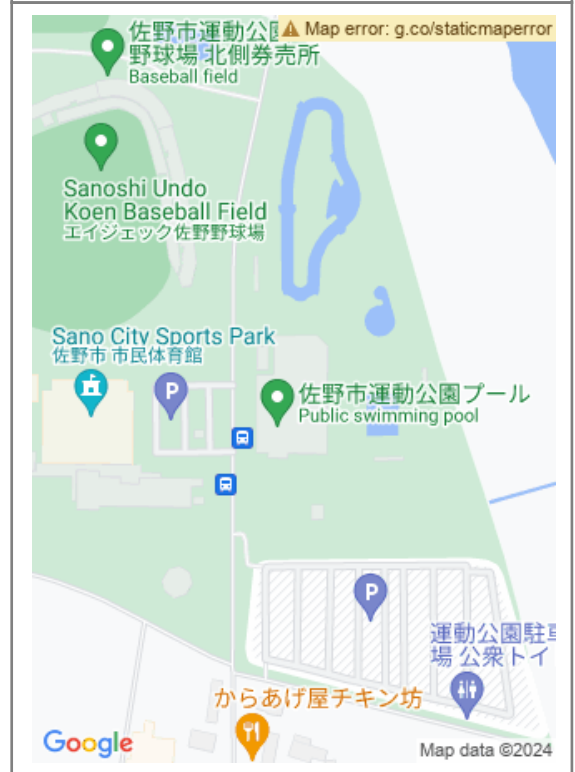 佐野市運動公園
Map error: g.co/staticmaperror
野球場 北側券売所
Baseball field
Sanoshi Undo
Koen Baseball Field
エイジェック佐野野球場
Sano City Sports Park
佐野市 市民体育館
P
佐野市運動公園プール
Public swimming pool
P
運動公園駐車
場 公衆トイ
からあげ屋チキン坊
Google
Map data ©2024